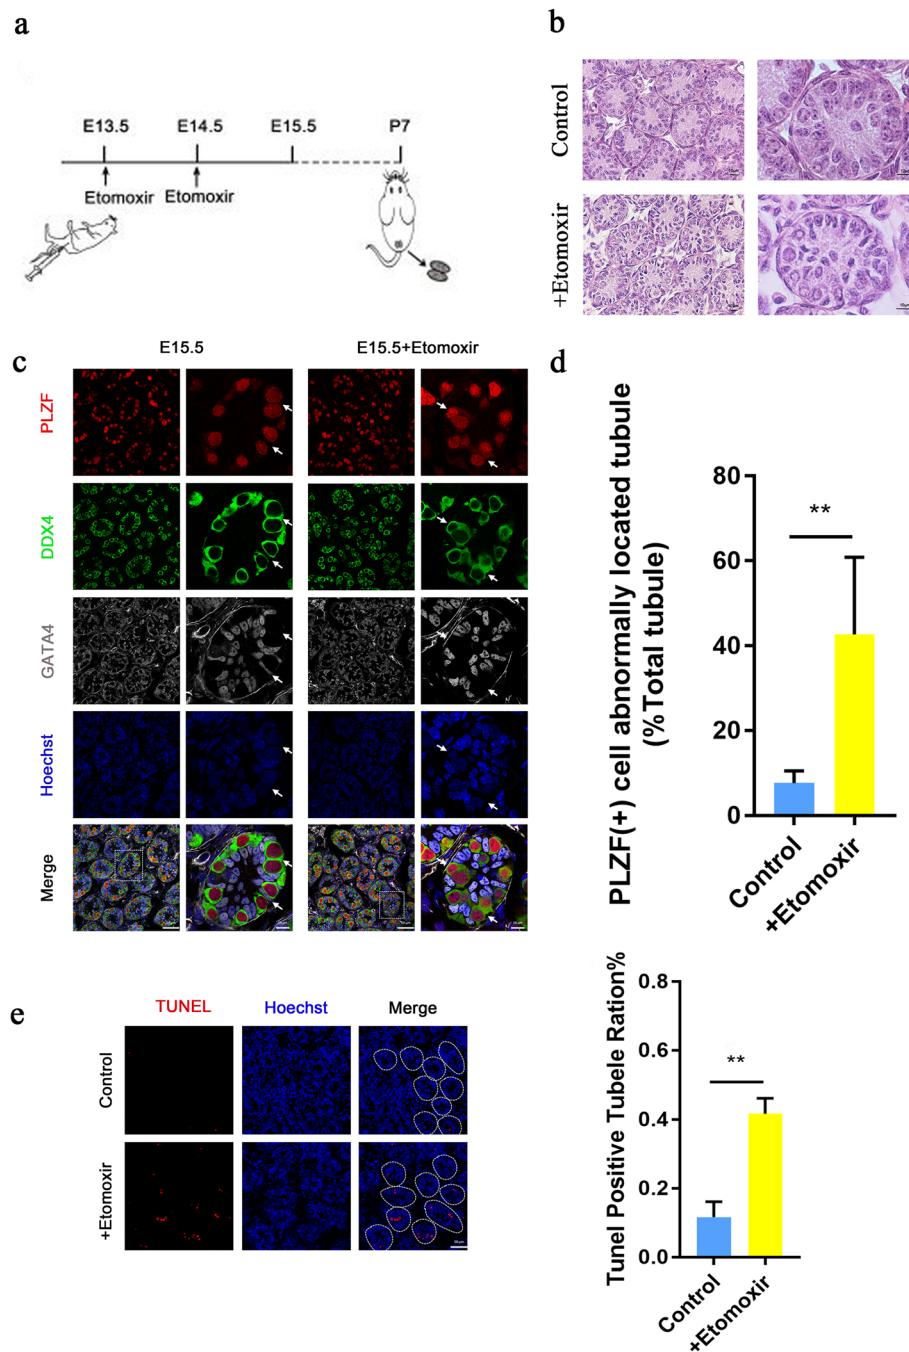 a
E13.5 E14.5 E15.5 P7
Etomoxir Etomoxir
b
Control
+Etomoxir
c
E15.5 E15.5+Etomoxir
PLZF
DDX4
GATA4
Hoechst
Merge
d
PLZF(+) cell abnormally located tubule
(%Total tubule)
80
60
40
20
0
**
Control
+Etomoxir
e
TUNEL Hoechst Merge
Control
+Etomoxir
Tunel Positive Tubele Ration%
0.8
0.6
0.4
0.2
0.0
**
Control
+Etomoxir